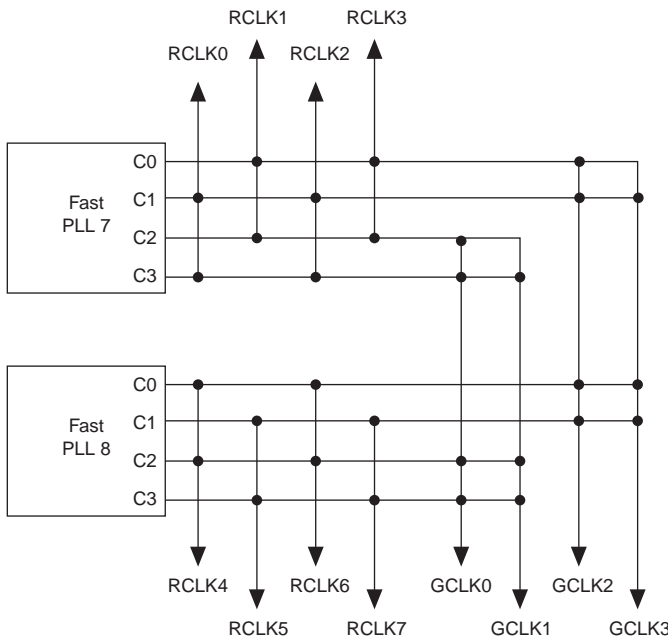 RCLK1 RCLK3
RCLK0 RCLK2
C0
C1
Fast
PLL 7
C2
C3
C0
C1
Fast
PLL 8
C2
C3
RCLK4 RCLK6 GCLK0 GCLK2
RCLK5 RCLK7 GCLK1 GCLK3